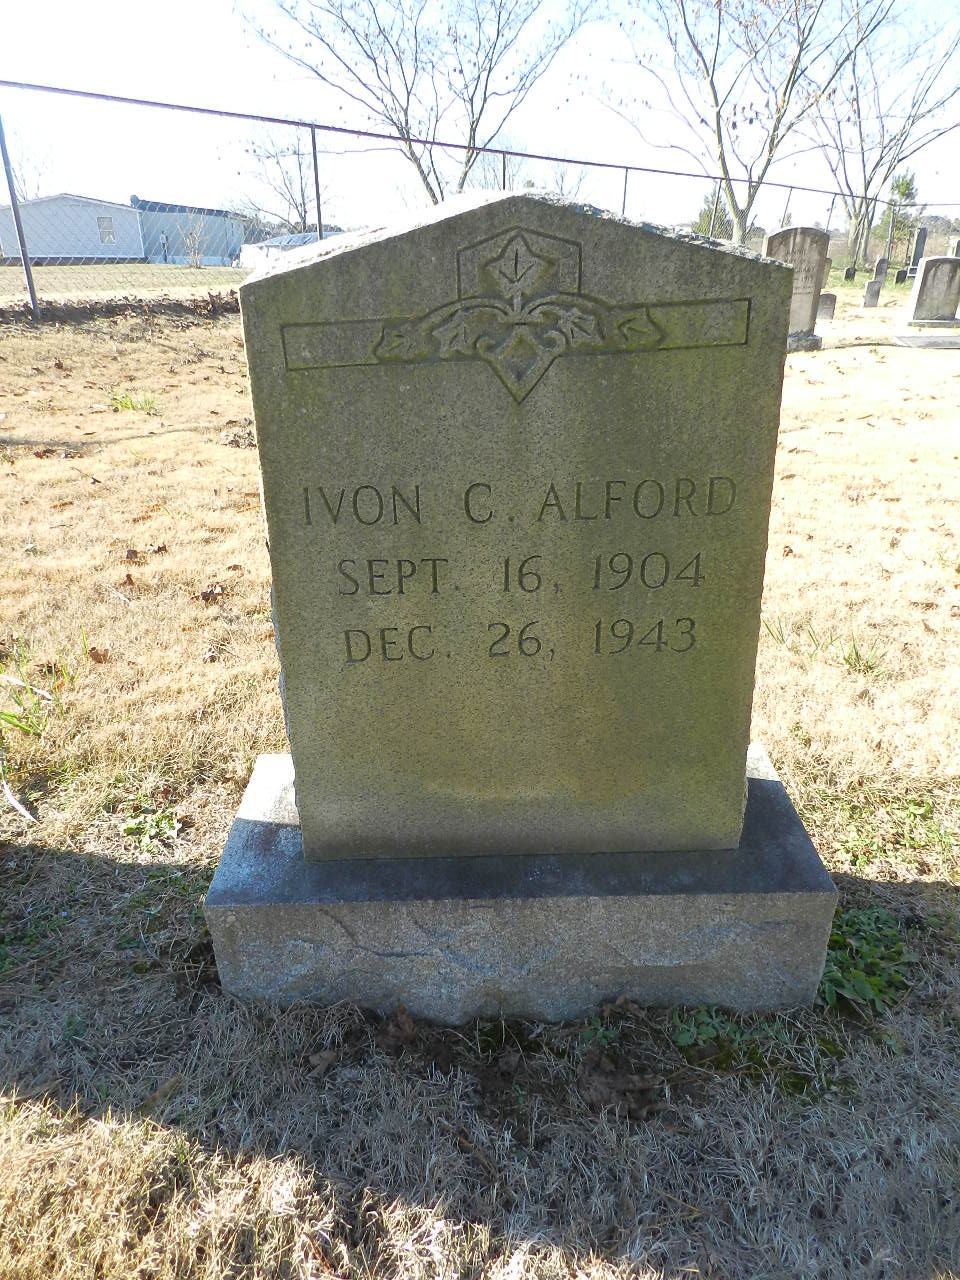 IVON C. ALFORD
SEPT. 16, 1904
DEC. 26, 1943